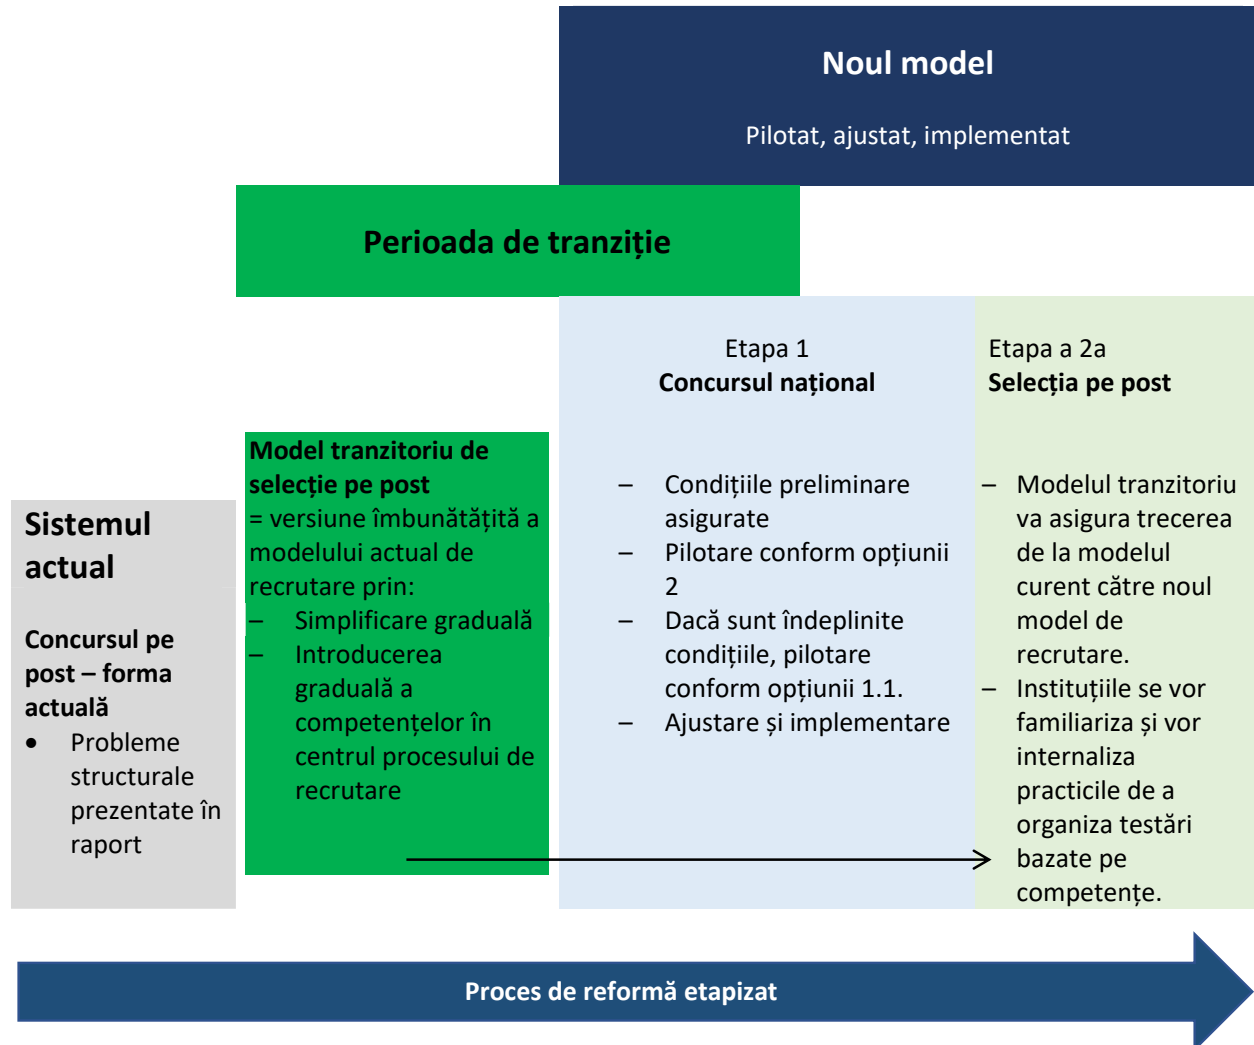 Noul model
Pilotat, ajustat, implementat
Perioada de tranziție
Sistemul
actual
Concursul pe
post – forma
actuală
• Probleme
structurale
prezentate în
raport
Model tranzitoriu de
selecție pe post
= versiune îmbunătățită a
modelului actual de
recrutare prin:
– Simplificare graduală
– Introducerea
graduală a
competențelor în
centrul procesului de
recrutare
Etapa 1
Concursul național
– Condițiile preliminare
asigurate
– Pilotare conform opțiunii
2
– Dacă sunt îndeplinite
condițiile, pilotare
conform opțiunii 1.1.
– Ajustare și implementare
Etapa a 2a
Selecția pe post
– Modelul tranzitoriu
va asigura trecerea
de la modelul
curent către noul
model de
recrutare.
– Instituțiile se vor
familiariza și vor
internaliza
practicile de a
organiza testări
bazate pe
competențe.
Proces de reformă etapizat